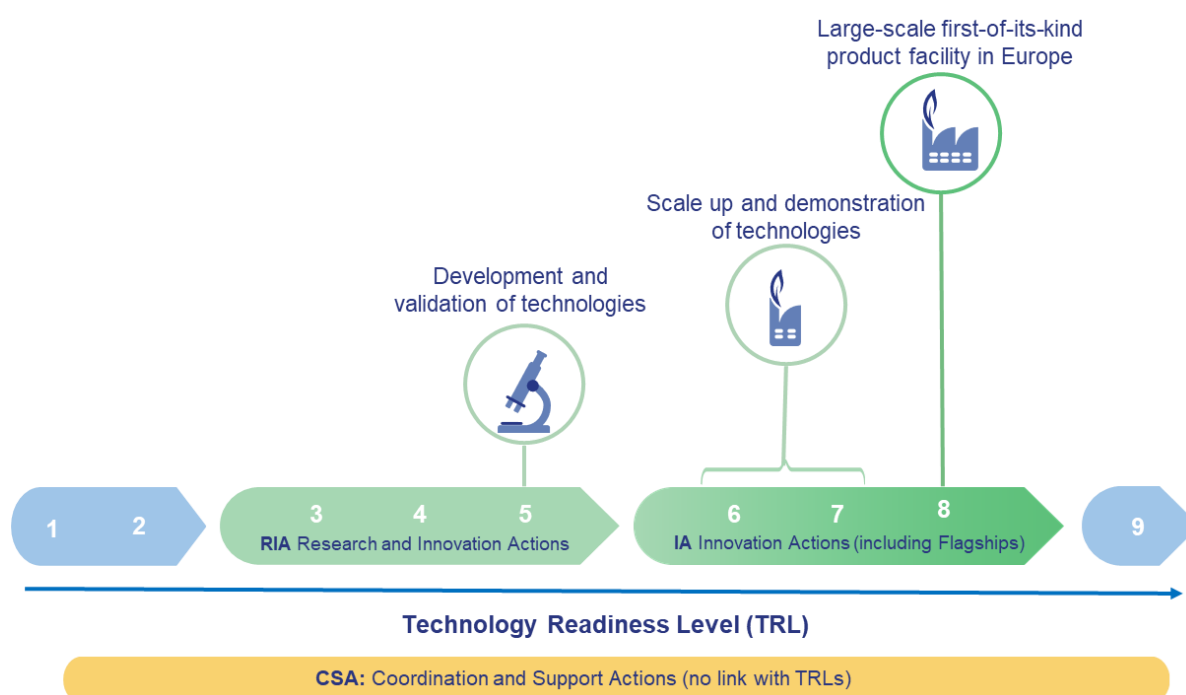 Large-scale first-of-its-kind
product facility in Europe
Scale up and demonstration
of technologies
Development and
validation of technologies
1 2 3 4 5 6 7 8 9
RIA Research and Innovation Actions
IA Innovation Actions (including Flagships)
Technology Readiness Level (TRL)
CSA: Coordination and Support Actions (no link with TRLs)